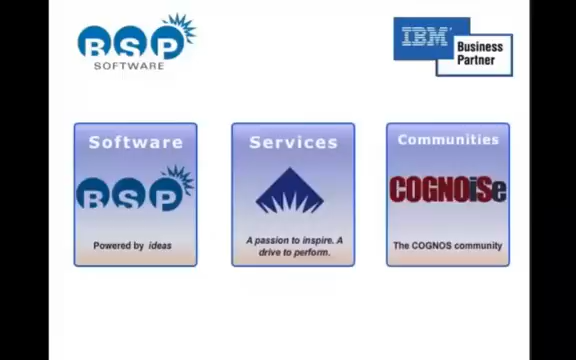 BSP
SOFTWARE
IBM
Business
Partner
Software
BSP
Powered by ideas
Services
A passion to inspire. A
drive to perform.
Communities
COGNOiSe
The COGNOS community